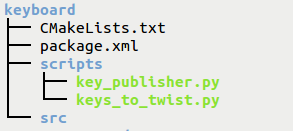 keyboard
├── CMakeLists.txt
├── package.xml
├── scripts
│   ├── key_publisher.py
│   └── keys_to_twist.py
└── src